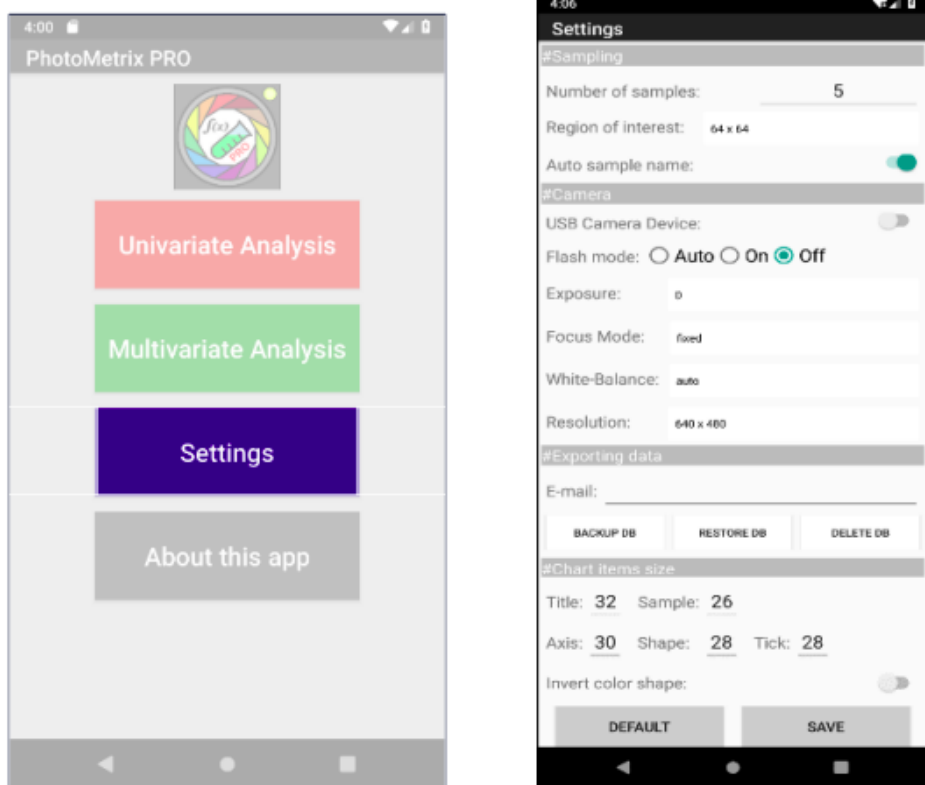 4:00
PhotoMetrix PRO
f(x)
PRO
Univariate Analysis
Multivariate Analysis
Settings
About this app
4:06
Settings
#Sampling
Number of samples: 5
Region of interest: 64 x 64
Auto sample name:
#Camera
USB Camera Device:
Flash mode: Auto On Off
Exposure: 0
Focus Mode: fixed
White-Balance: auto
Resolution: 640 x 480
#Exporting data
E-mail:
BACKUP DB RESTORE DB DELETE DB
#Chart items size
Title: 32 Sample: 26
Axis: 30 Shape: 28 Tick: 28
Invert color shape:
DEFAULT SAVE